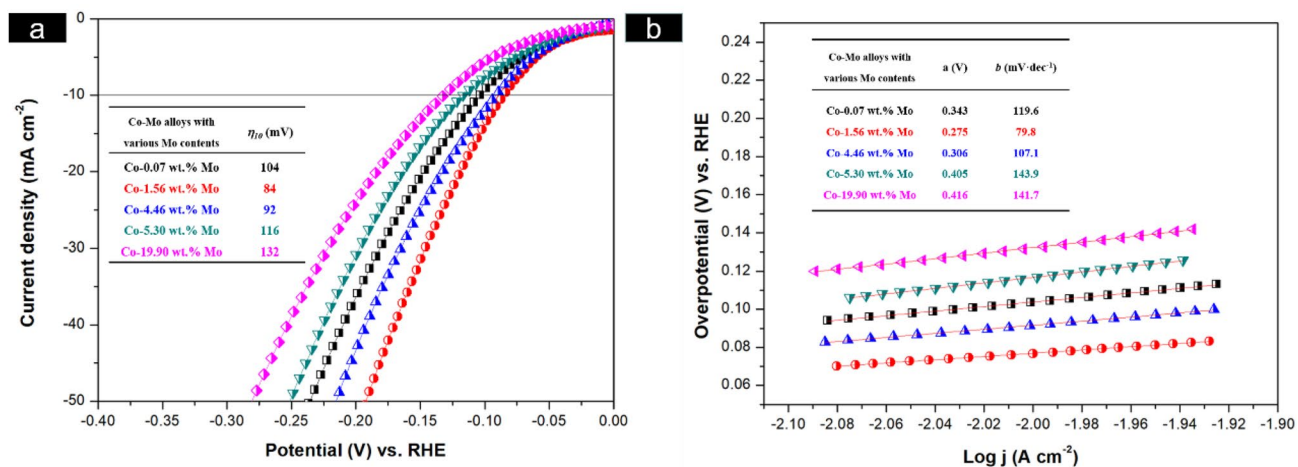 a
Current density (mA cm⁻²)
0
-10
-20
-30
-40
-50
Co-Mo alloys with
various Mo contents η10 (mV)
Co-0.07 wt.% Mo 104
Co-1.56 wt.% Mo 84
Co-4.46 wt.% Mo 92
Co-5.30 wt.% Mo 116
Co-19.90 wt.% Mo 132
-0.40 -0.35 -0.30 -0.25 -0.20 -0.15 -0.10 -0.05 0.00
Potential (V) vs. RHE
b
Overpotential (V) vs. RHE
0.24
0.22
0.20
0.18
0.16
0.14
0.12
0.10
0.08
0.06
Co-Mo alloys with
various Mo contents a (V) b (mV·dec⁻¹)
Co-0.07 wt.% Mo 0.343 119.6
Co-1.56 wt.% Mo 0.275 79.8
Co-4.46 wt.% Mo 0.306 107.1
Co-5.30 wt.% Mo 0.405 143.9
Co-19.90 wt.% Mo 0.416 141.7
-2.10 -2.08 -2.06 -2.04 -2.02 -2.00 -1.98 -1.96 -1.94 -1.92 -1.90
Log j (A cm⁻²)